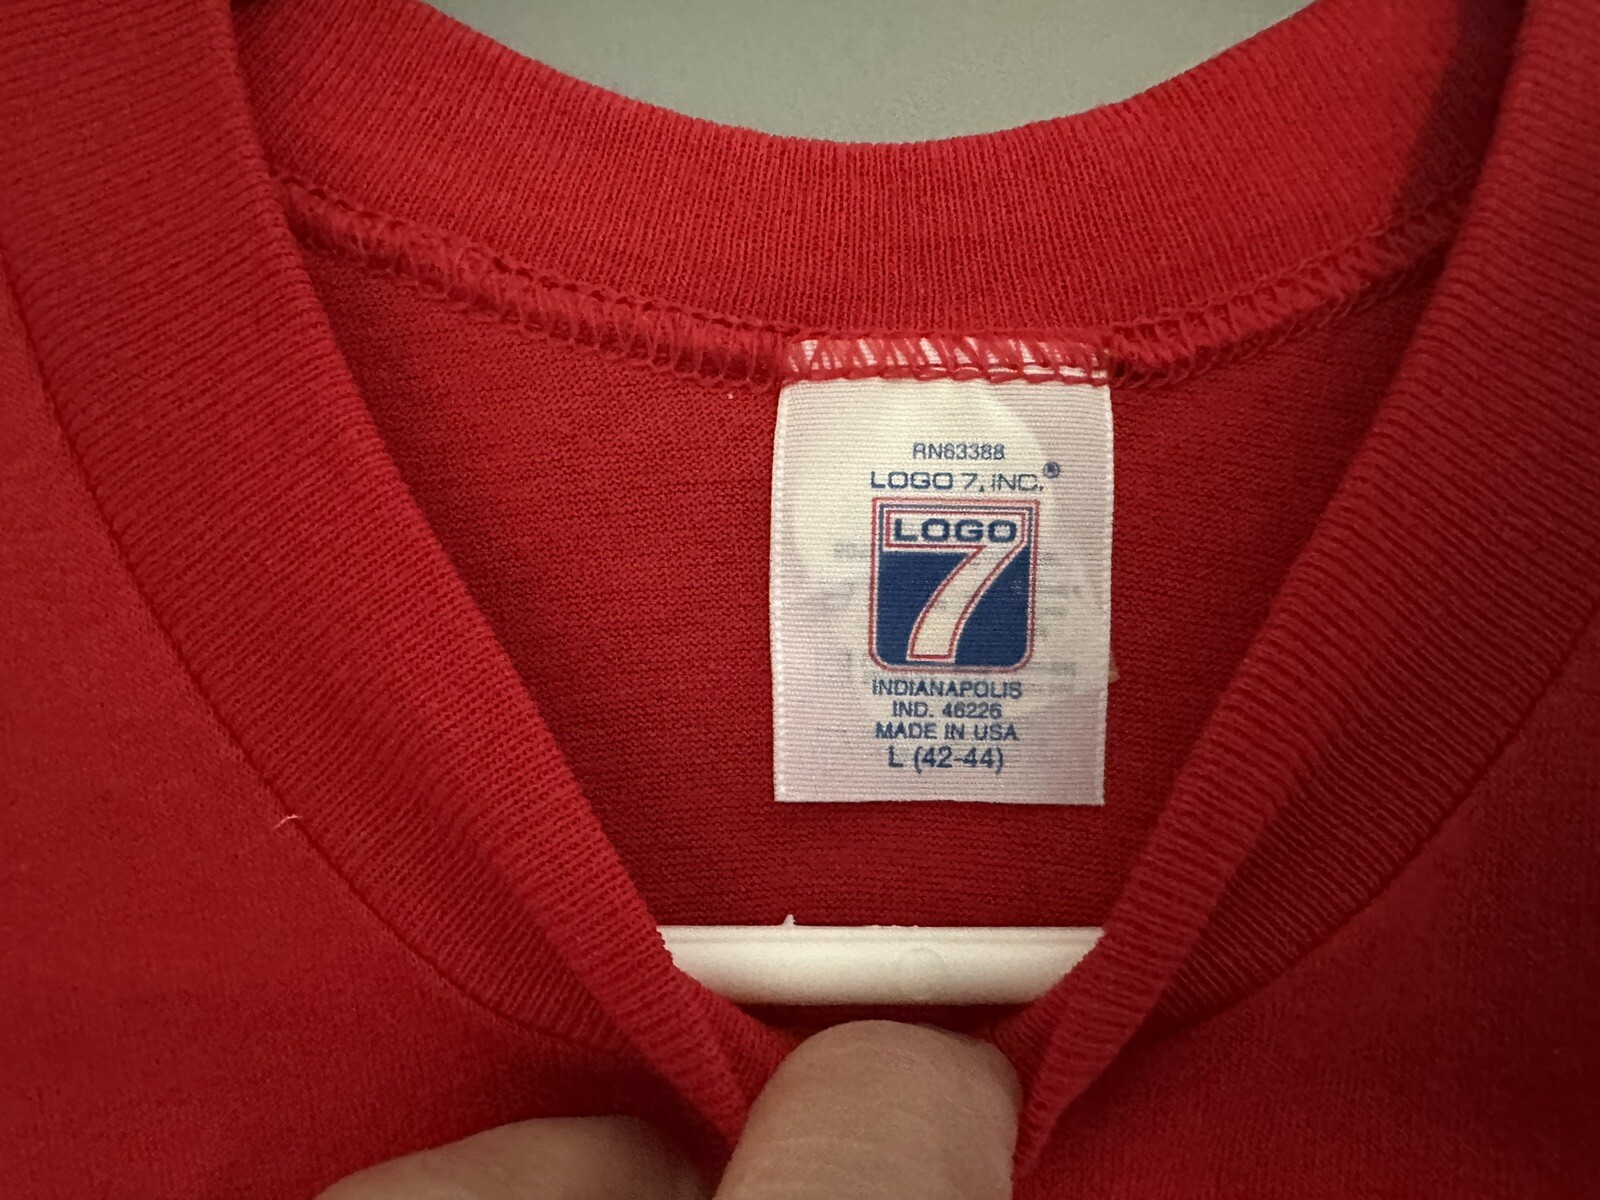 RN63388
LOGO 7, INC.®
LOGO
7
INDIANAPOLIS
IND. 46226
MADE IN USA
L (42-44)